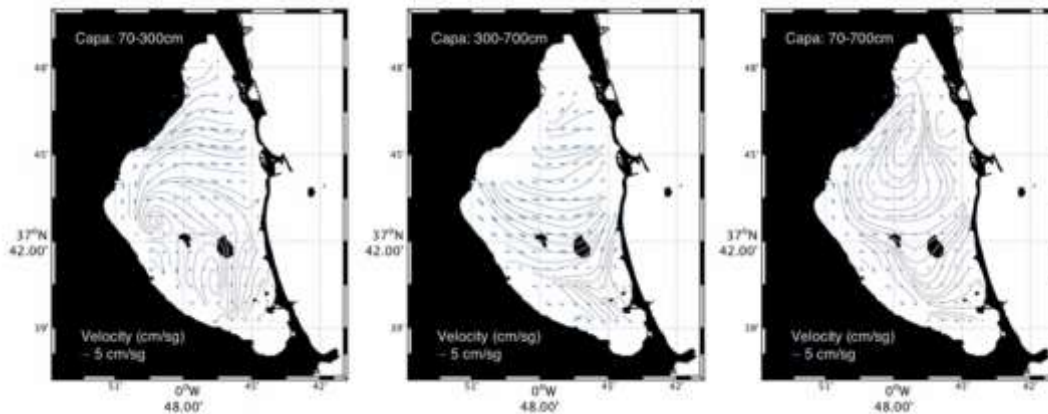 Capa: 70-300cm
48'
45'
37°N
42.00'
39'
Velocity (cm/sg)
– 5 cm/sg
51'
0°W
48.00'
45'
42'
Capa: 300-700cm
48'
45'
37°N
42.00'
39'
Velocity (cm/sg)
– 5 cm/sg
51'
0°W
48.00'
45'
42'
Capa: 70-700cm
48'
45'
37°N
42.00'
39'
Velocity (cm/sg)
– 5 cm/sg
51'
0°W
48.00'
45'
42'